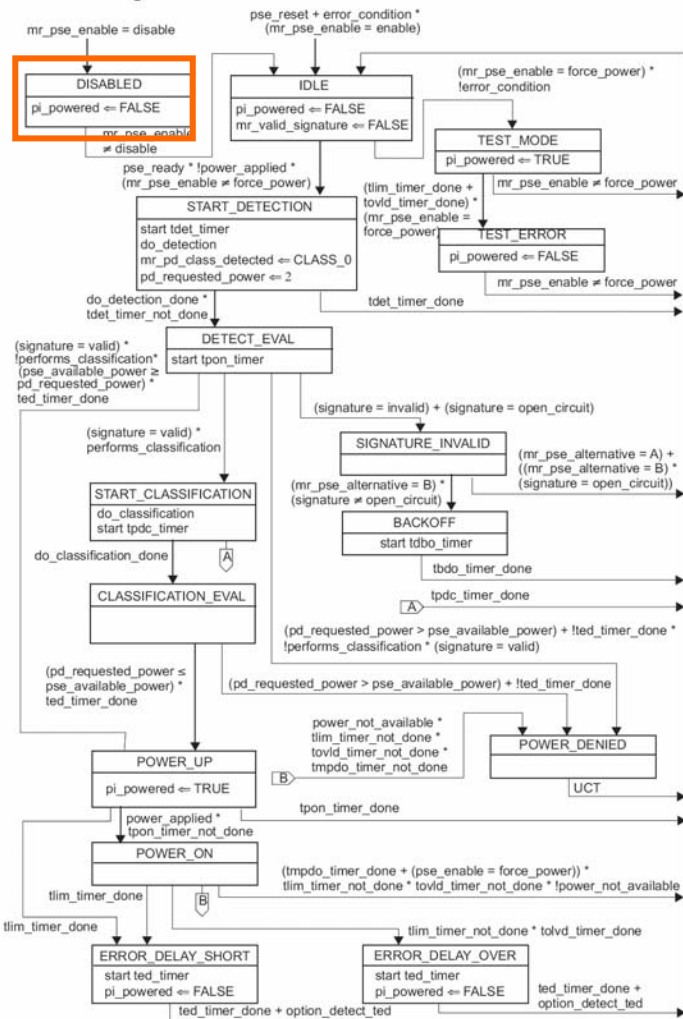 mr_pse_enable = disable
pse_reset + error_condition *
(mr_pse_enable = enable)
DISABLED
pi_powered ⇐ FALSE
mr_pse_enable
≠ disable
IDLE
pi_powered ⇐ FALSE
mr_valid_signature ⇐ FALSE
(mr_pse_enable = force_power) *
!error_condition
TEST_MODE
pi_powered ⇐ TRUE
mr_pse_enable ≠ force_power
pse_ready * !power_applied *
(mr_pse_enable ≠ force_power)
(tlim_timer_done +
tovld_timer_done) *
(mr_pse_enable =
force_power)
START_DETECTION
start tdet_timer
do_detection
mr_pd_class_detected ⇐ CLASS_0
pd_requested_power ⇐ 2
TEST_ERROR
pi_powered ⇐ FALSE
mr_pse_enable ≠ force_power
do_detection_done *
tdet_timer_not_done
tdet_timer_done
DETECT_EVAL
start tpon_timer
(signature = valid) *
!performs_classification*
(pse_available_power ≥
pd_requested_power) *
ted_timer_done
(signature = invalid) + (signature = open_circuit)
(signature = valid) *
performs_classification
SIGNATURE_INVALID
(mr_pse_alternative = A) +
((mr_pse_alternative = B) *
(signature = open_circuit))
(mr_pse_alternative = B) *
(signature ≠ open_circuit)
START_CLASSIFICATION
do_classification
start tpdc_timer
BACKOFF
start tdbo_timer
do_classification_done
A
tbdo_timer_done
CLASSIFICATION_EVAL
A
tpdc_timer_done
(pd_requested_power > pse_available_power) + !ted_timer_done *
!performs_classification * (signature = valid)
(pd_requested_power ≤
pse_available_power) *
ted_timer_done
(pd_requested_power > pse_available_power) + !ted_timer_done
power_not_available *
tlim_timer_not_done *
tovld_timer_not_done *
tmpdo_timer_not_done
B
POWER_DENIED
UCT
POWER_UP
pi_powered ⇐ TRUE
power_applied *
tpon_timer_not_done
tpon_timer_done
POWER_ON
(tmpdo_timer_done + (pse_enable = force_power)) *
tlim_timer_not_done * tovld_timer_not_done * !power_not_available
tlim_timer_done
B
tlim_timer_done
tlim_timer_not_done * tolvd_timer_done
ERROR_DELAY_SHORT
start ted_timer
pi_powered ⇐ FALSE
ted_timer_done + option_detect_ted
ERROR_DELAY_OVER
start ted_timer
pi_powered ⇐ FALSE
ted_timer_done +
option_detect_ted